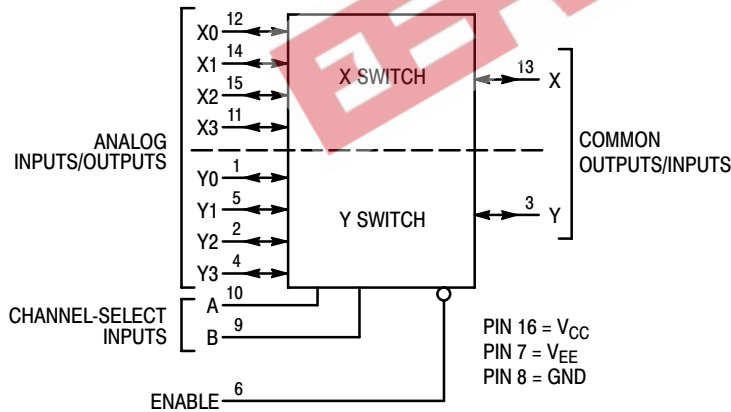 X0 12
X1 14
X2 15
X3 11
X SWITCH
13 X
ANALOG
INPUTS/OUTPUTS
COMMON
OUTPUTS/INPUTS
Y0 1
Y1 5
Y2 2
Y3 4
Y SWITCH
3 Y
CHANNEL-SELECT
INPUTS
A 10
B 9
ENABLE 6
PIN 16 = VCC
PIN 7 = VEE
PIN 8 = GND